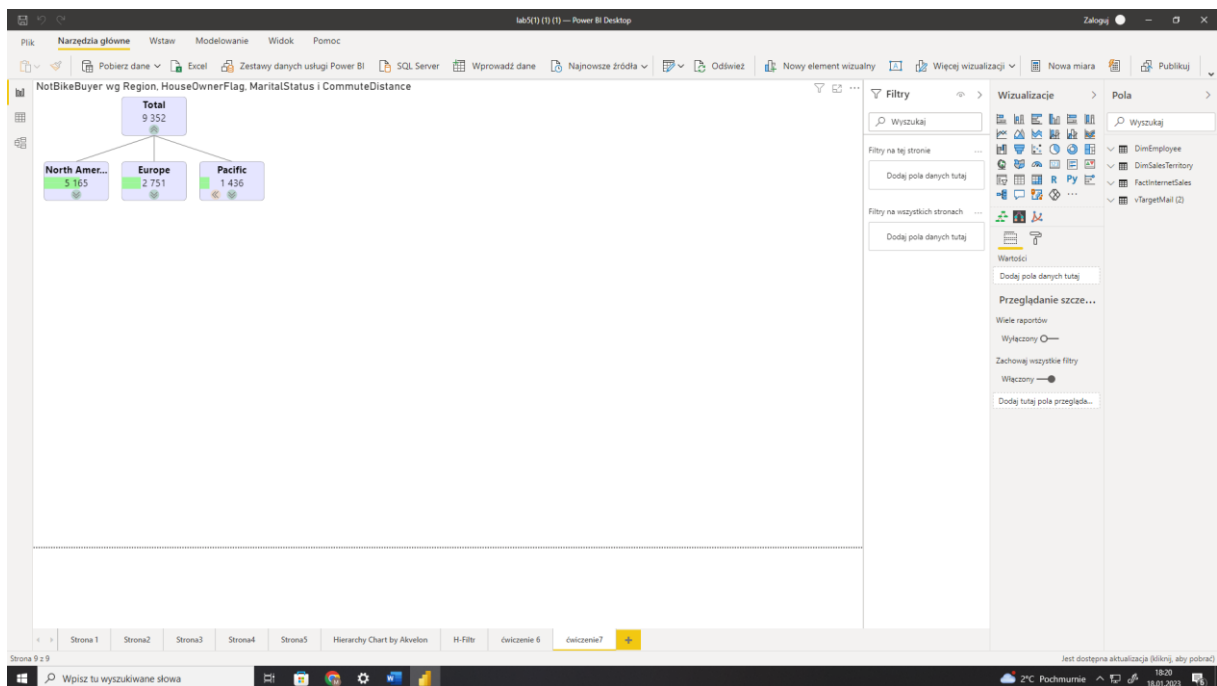 lab5(1) (1) (1) — Power BI Desktop
Zaloguj
Plik Narzędzia główne Wstaw Modelowanie Widok Pomoc
Pobierz dane Excel Zestawy danych usługi Power BI SQL Server Wprowadź dane Najnowsze źródła Odśwież Nowy element wizualny A Więcej wizualizacji Nowa miara Publikuj
NotBikeBuyer wg Region, HouseOwnerFlag, MaritalStatus i CommuteDistance
Total
9 352
North Amer...
5 165
Europe
2 751
Pacific
1 436
Filtry
Wyszukaj
Filtry na tej stronie
Dodaj pola danych tutaj
Filtry na wszystkich stronach
Dodaj pola danych tutaj
Wizualizacje
R Py
Wartości
Dodaj pola danych tutaj
Przeglądanie szcze...
Wiele raportów
Wyłączony
Zachowaj wszystkie filtry
Włączony
Dodaj tutaj pola przegląda...
Pola
Wyszukaj
DimEmployee
DimSalesTerritory
FactInternetSales
vTargetMail (2)
Strona 1 Strona2 Strona3 Strona4 Strona5 Hierarchy Chart by Akvelon H-Filtr ćwiczenie 6 ćwiczenie7 +
Strona 9 z 9
Jest dostępna aktualizacja (kliknij, aby pobrać)
Wpisz tu wyszukiwane słowa
2°C Pochmurnie
18:20
18.01.2023